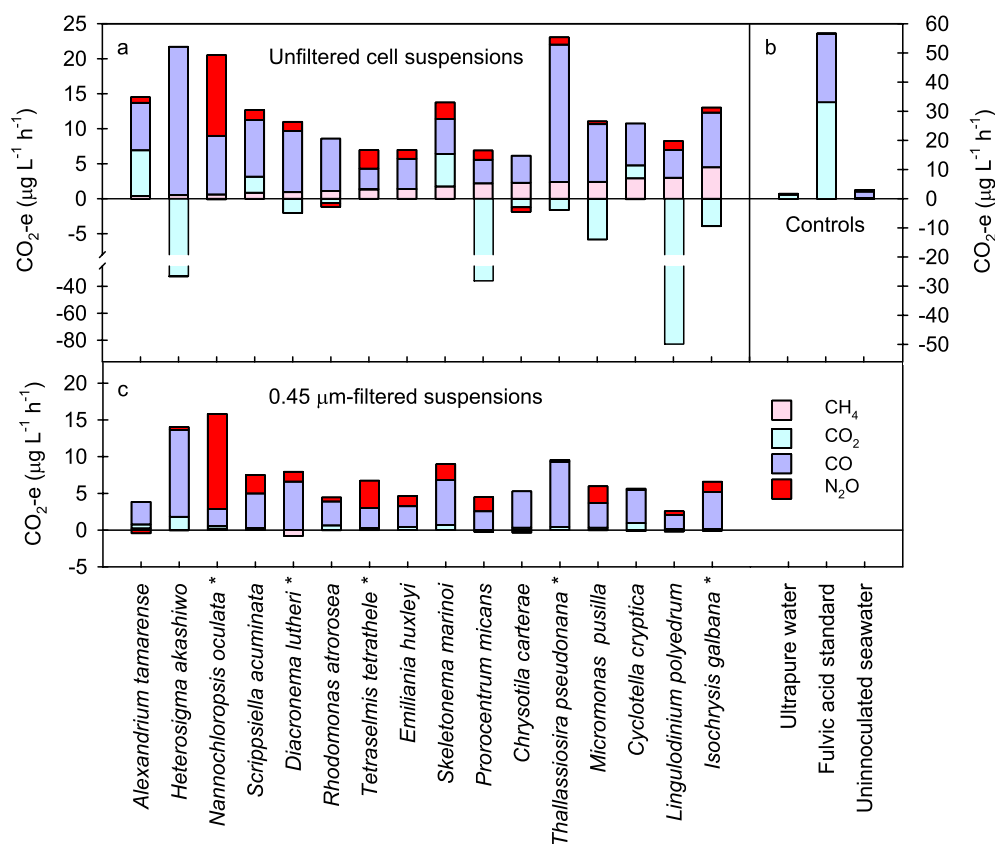 a
Unfiltered cell suspensions
b
Controls
CO₂-e (µg L⁻¹ h⁻¹)
25
20
15
10
5
0
-5
-40
-60
-80
60
50
40
30
20
10
0
-10
-20
-30
-40
-50
CO₂-e (µg L⁻¹ h⁻¹)
c
0.45 µm-filtered suspensions
CO₂-e (µg L⁻¹ h⁻¹)
20
15
10
5
0
-5
CH₄
CO₂
CO
N₂O
Alexandrium tamarense
Heterosigma akashiwo
Nannochloropsis oculata *
Scrippsiella acuminata
Diacronema lutheri *
Rhodomonas atrorosea
Tetraselmis tetrathele *
Emiliania huxleyi
Skeletonema marinoi
Prorocentrum micans
Chrysotila carterae
Thallassiosira pseudonana *
Micromonas pusilla
Cyclotella cryptica
Lingulodinium polyedrum
Isochrysis galbana *
Ultrapure water
Fulvic acid standard
Uninnoculated seawater